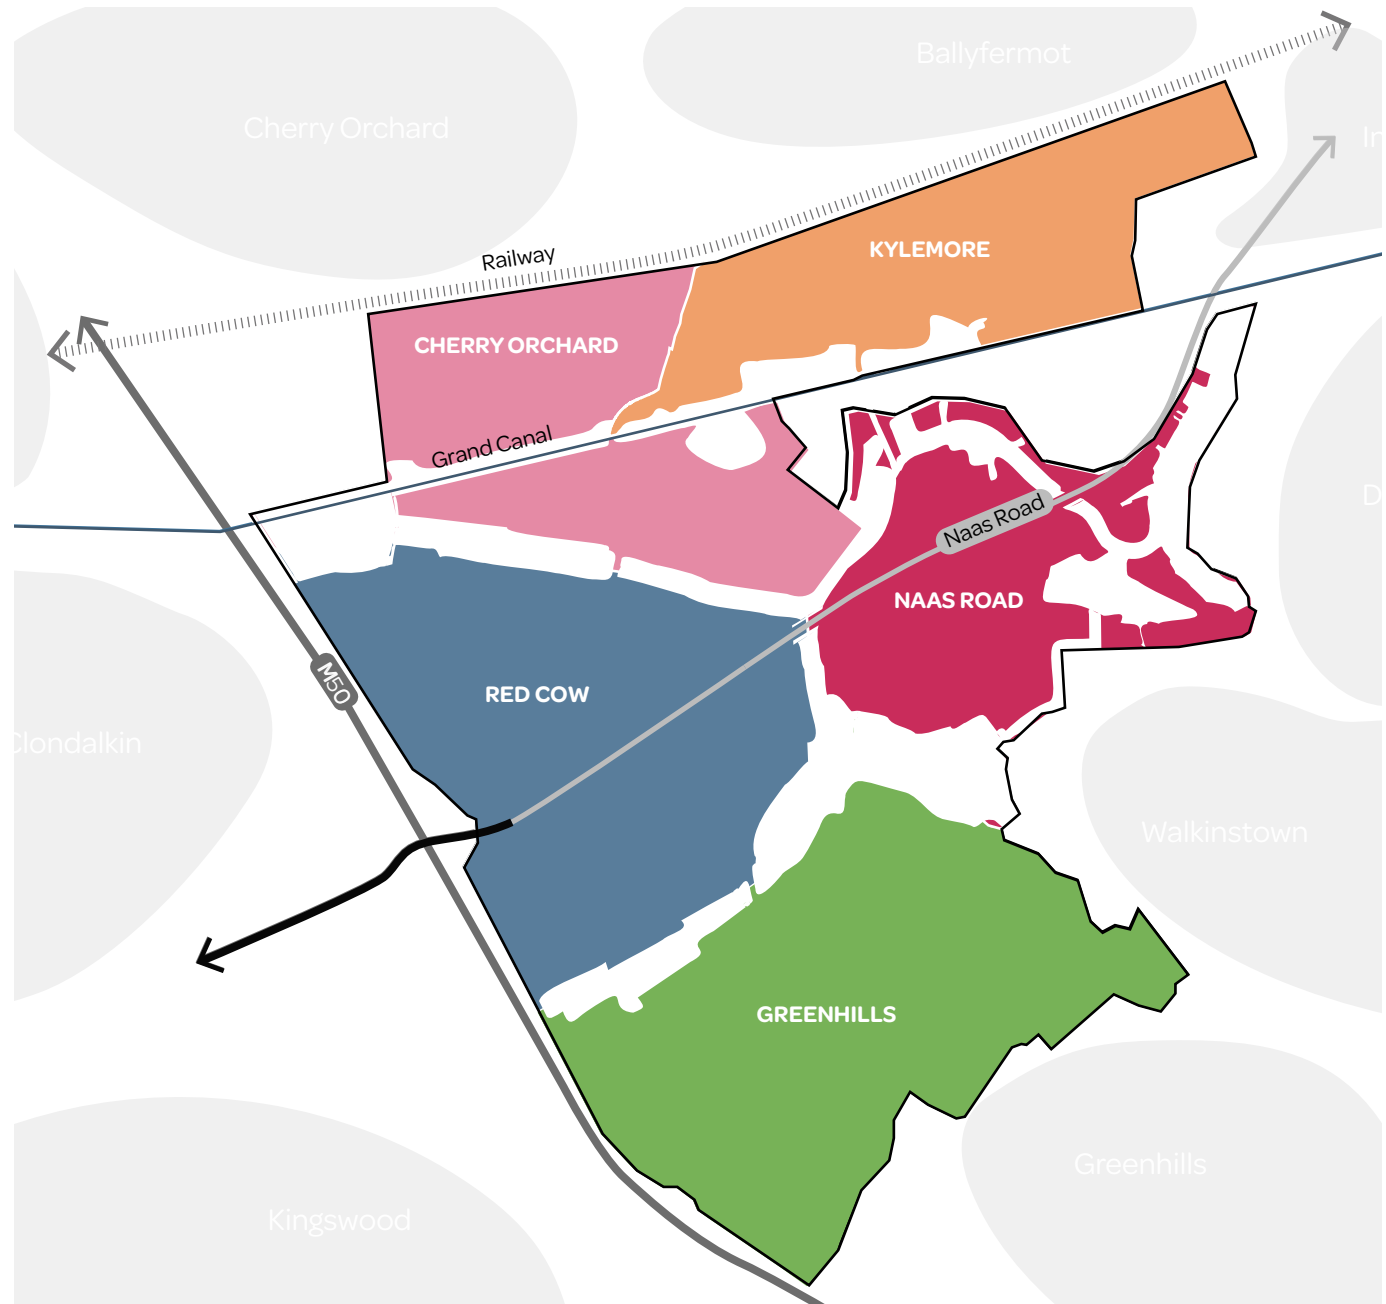 Ballyfermot
Cherry Orchard
KYLEMORE
Railway
CHERRY ORCHARD
Grand Canal
Naas Road
NAAS ROAD
M50
RED COW
Clondalkin
Walkinstown
GREENHILLS
Greenhills
Kingswood